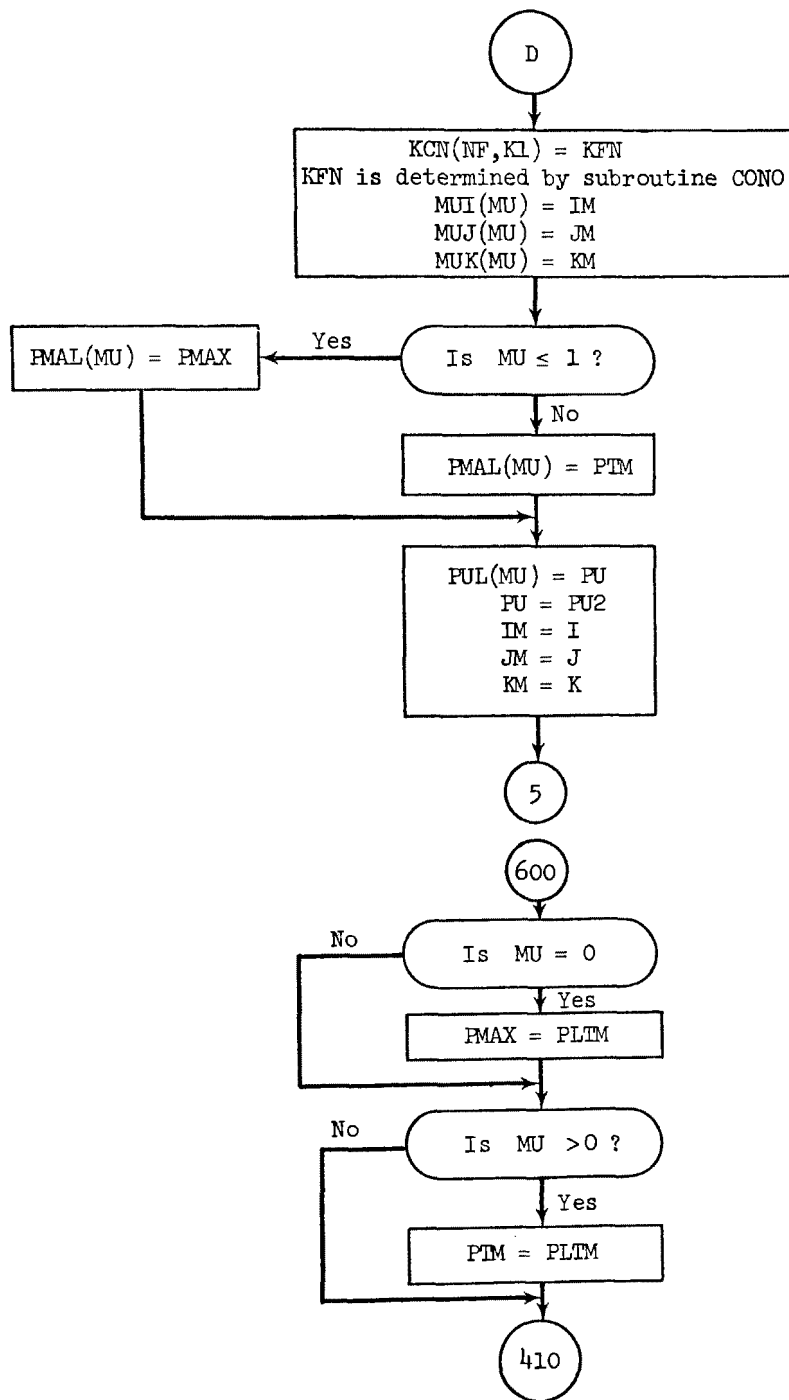 D
KCN(NF,K1) = KFN
KFN is determined by subroutine CONO
MUI(MU) = IM
MUJ(MU) = JM
MUK(MU) = KM
Yes
PMAL(MU) = PMAX
Is MU ≤ 1 ?
No
PMAL(MU) = PTM
PUL(MU) = PU
PU = PU2
IM = I
JM = J
KM = K
5
600
No
Is MU = 0
Yes
PMAX = PLTM
No
Is MU >0 ?
Yes
PTM = PLTM
410